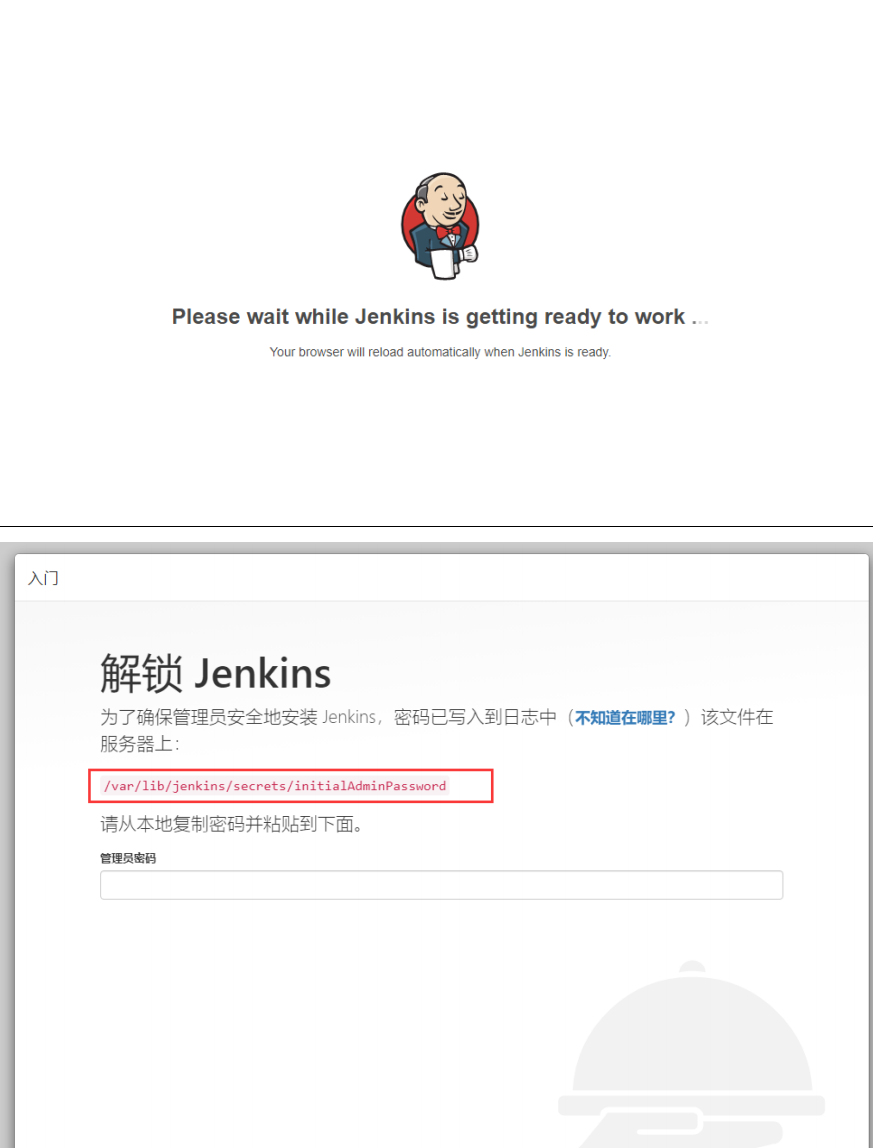 Please wait while Jenkins is getting ready to work ...
Your browser will reload automatically when Jenkins is ready.
入门
解锁 Jenkins
为了确保管理员安全地安装 Jenkins，密码已写入到日志中（不知道在哪里？）该文件在
服务器上：
/var/lib/jenkins/secrets/initialAdminPassword
请从本地复制密码并粘贴到下面。
管理员密码